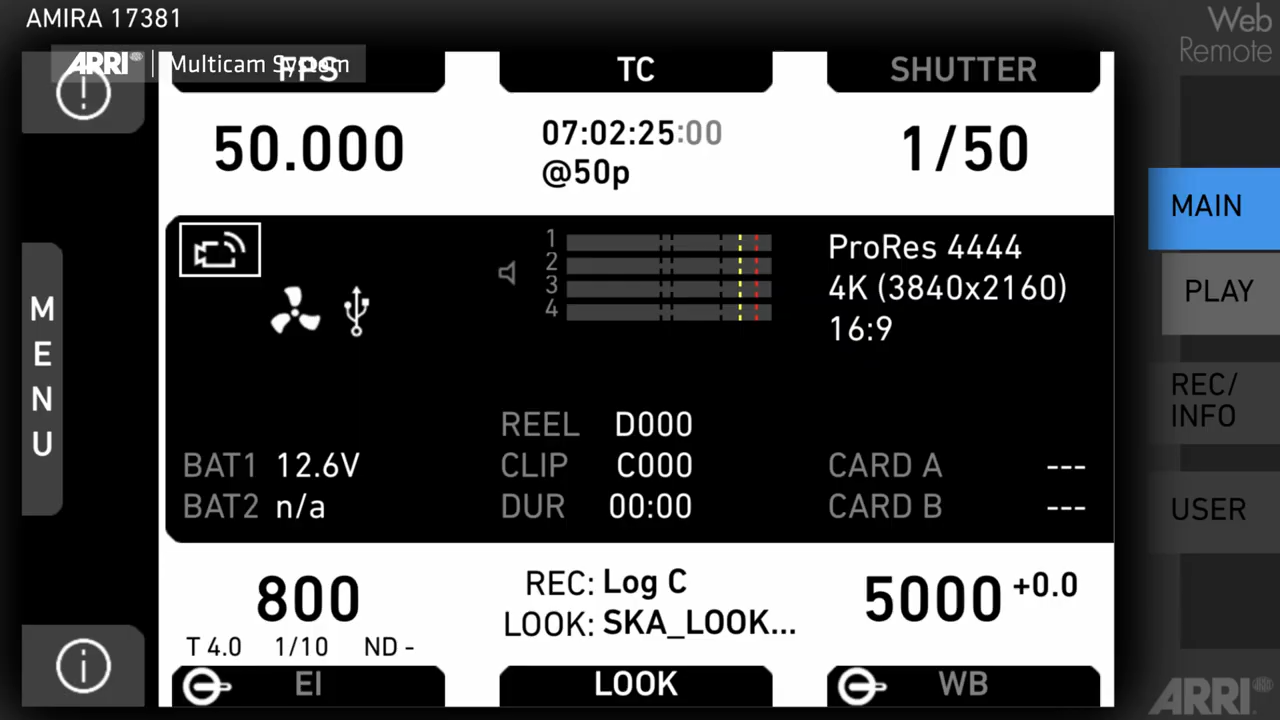 AMIRA 17381
Web
Remote
ARRI | Multicam System
FPS
TC
SHUTTER
50.000
07:02:25:00
@50p
1/50
MAIN
PLAY
REC/
INFO
USER
MENU
1
2
3
4
ProRes 4444
4K (3840x2160)
16:9
BAT1 12.6V
BAT2 n/a
REEL D000
CLIP C000
DUR 00:00
CARD A ---
CARD B ---
800
T 4.0 1/10 ND -
REC: Log C
LOOK: SKA_LOOK...
5000 +0.0
EI
LOOK
WB
ARRI